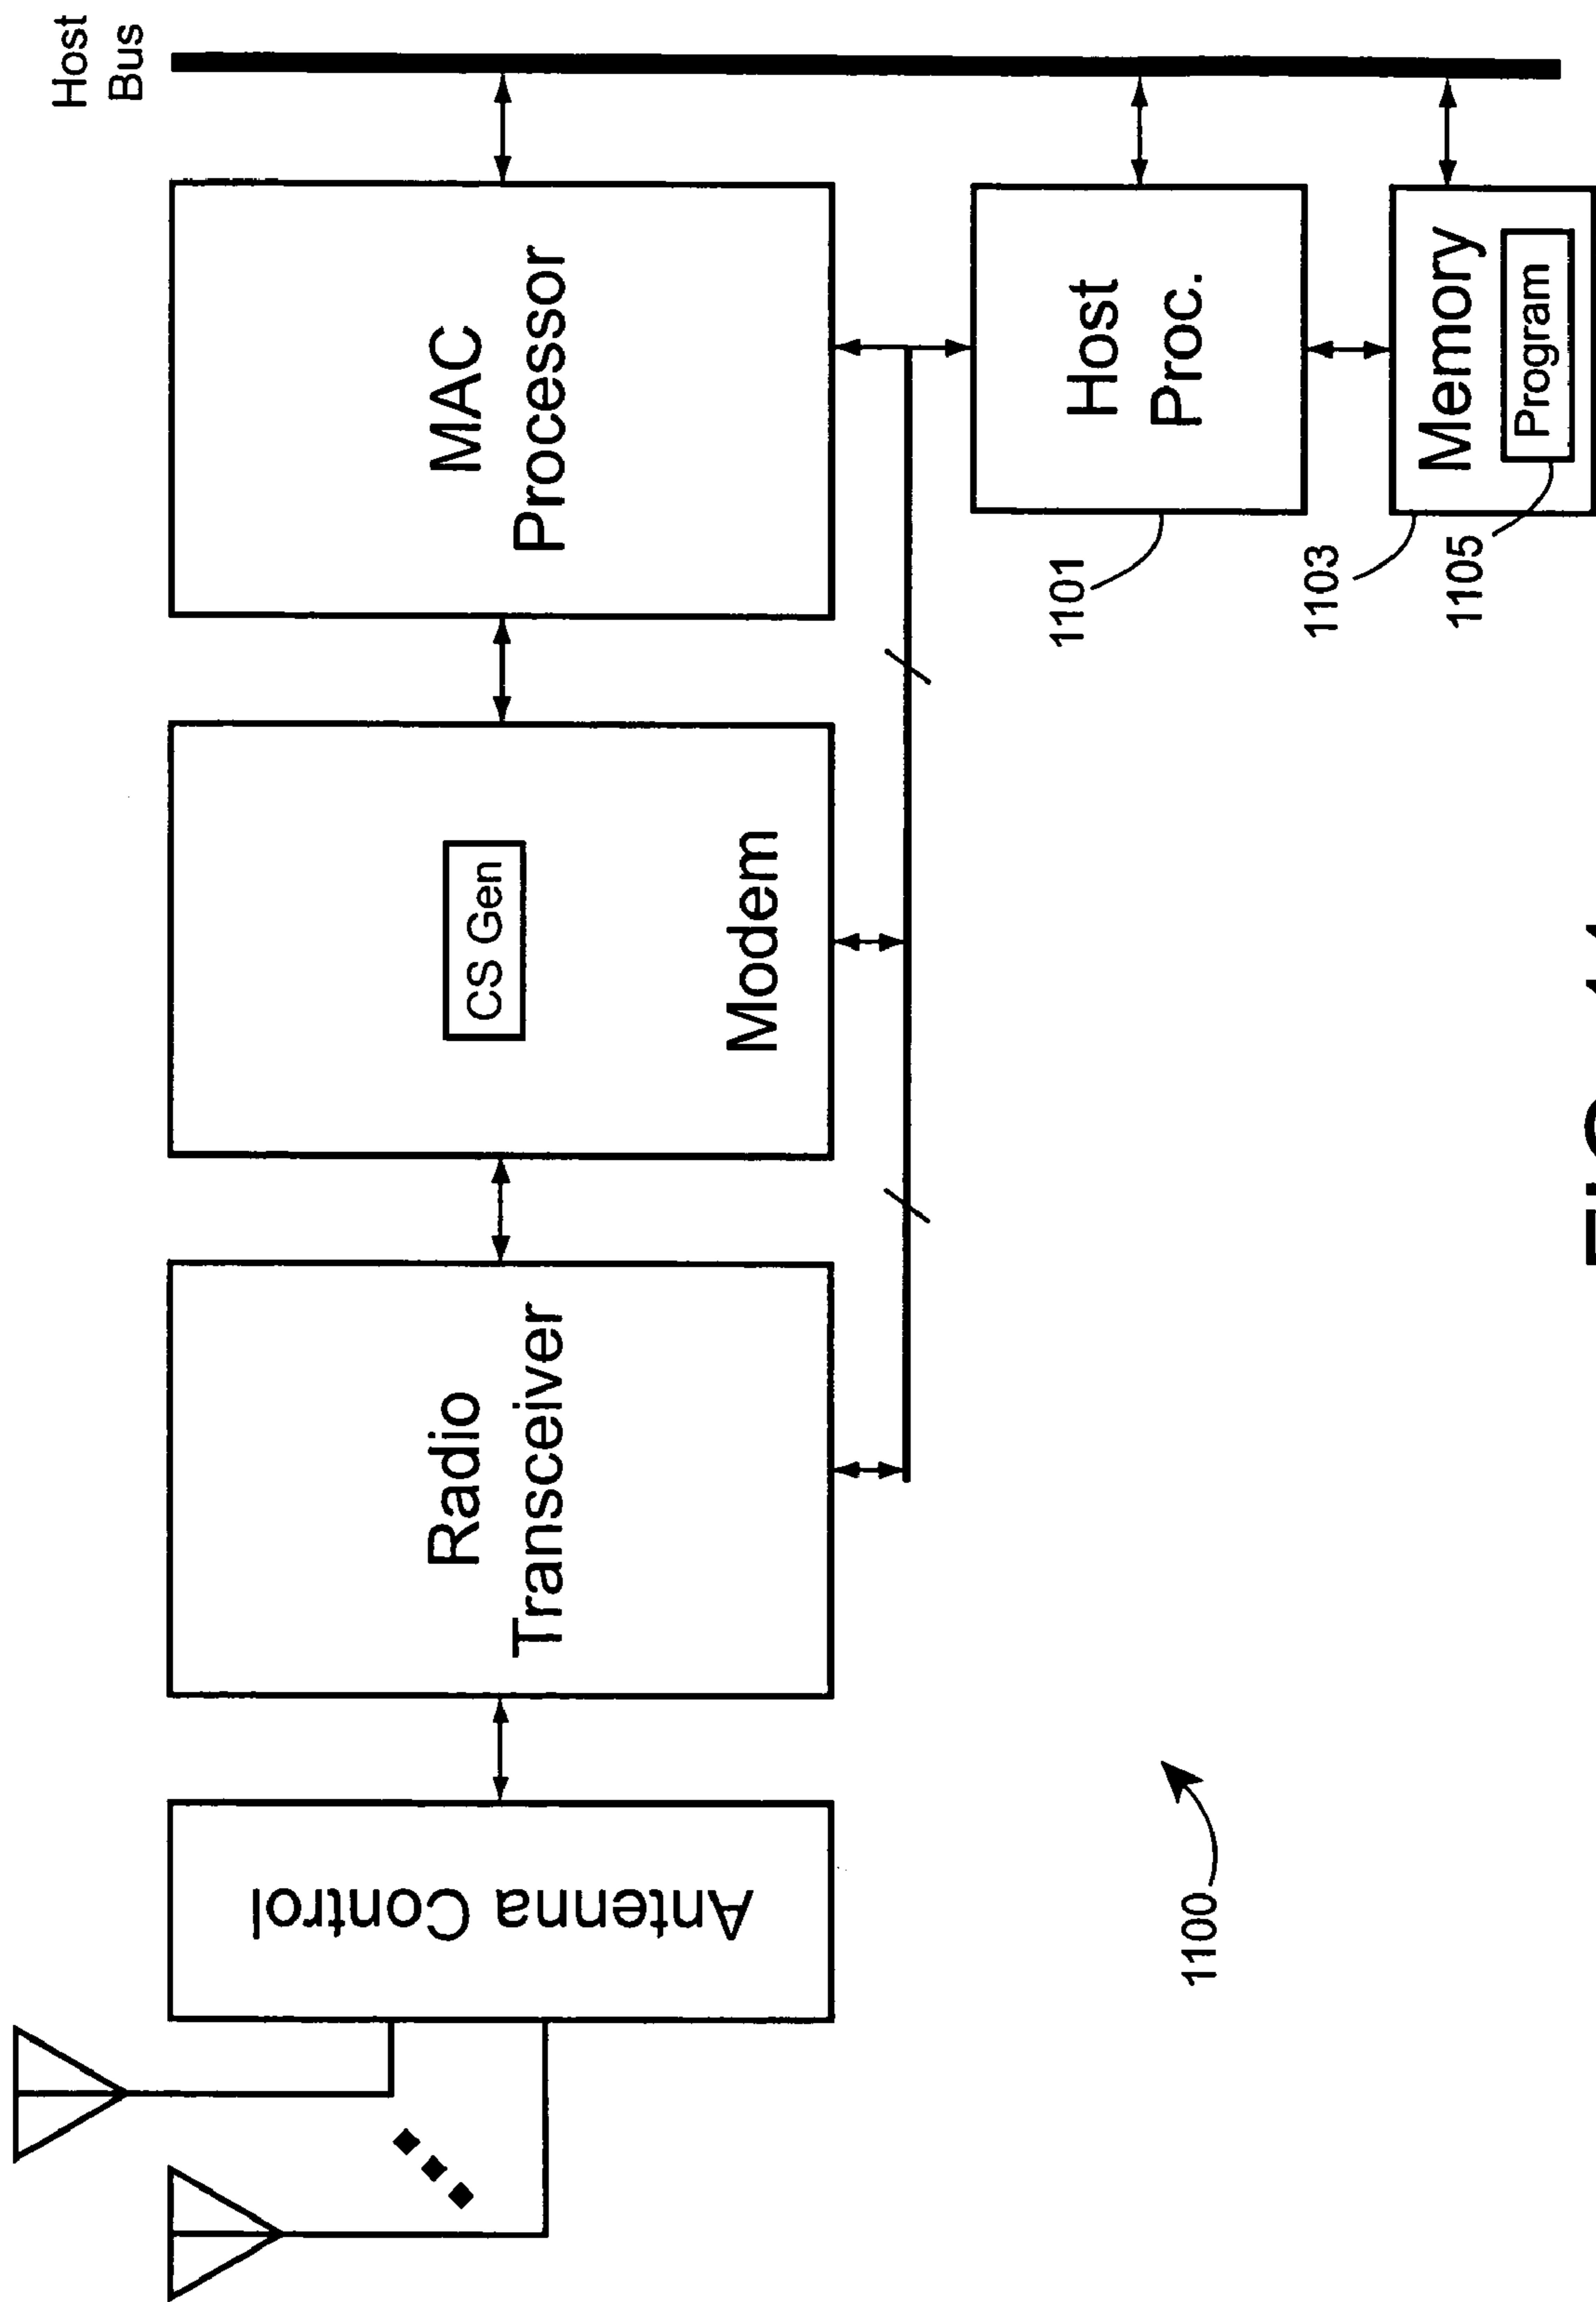 Host
Bus
Antenna Control
Radio
Transceiver
CS Gen
Modem
MAC
Processor
Host
Proc.
1101
Memory
Program
1103
1105
1100